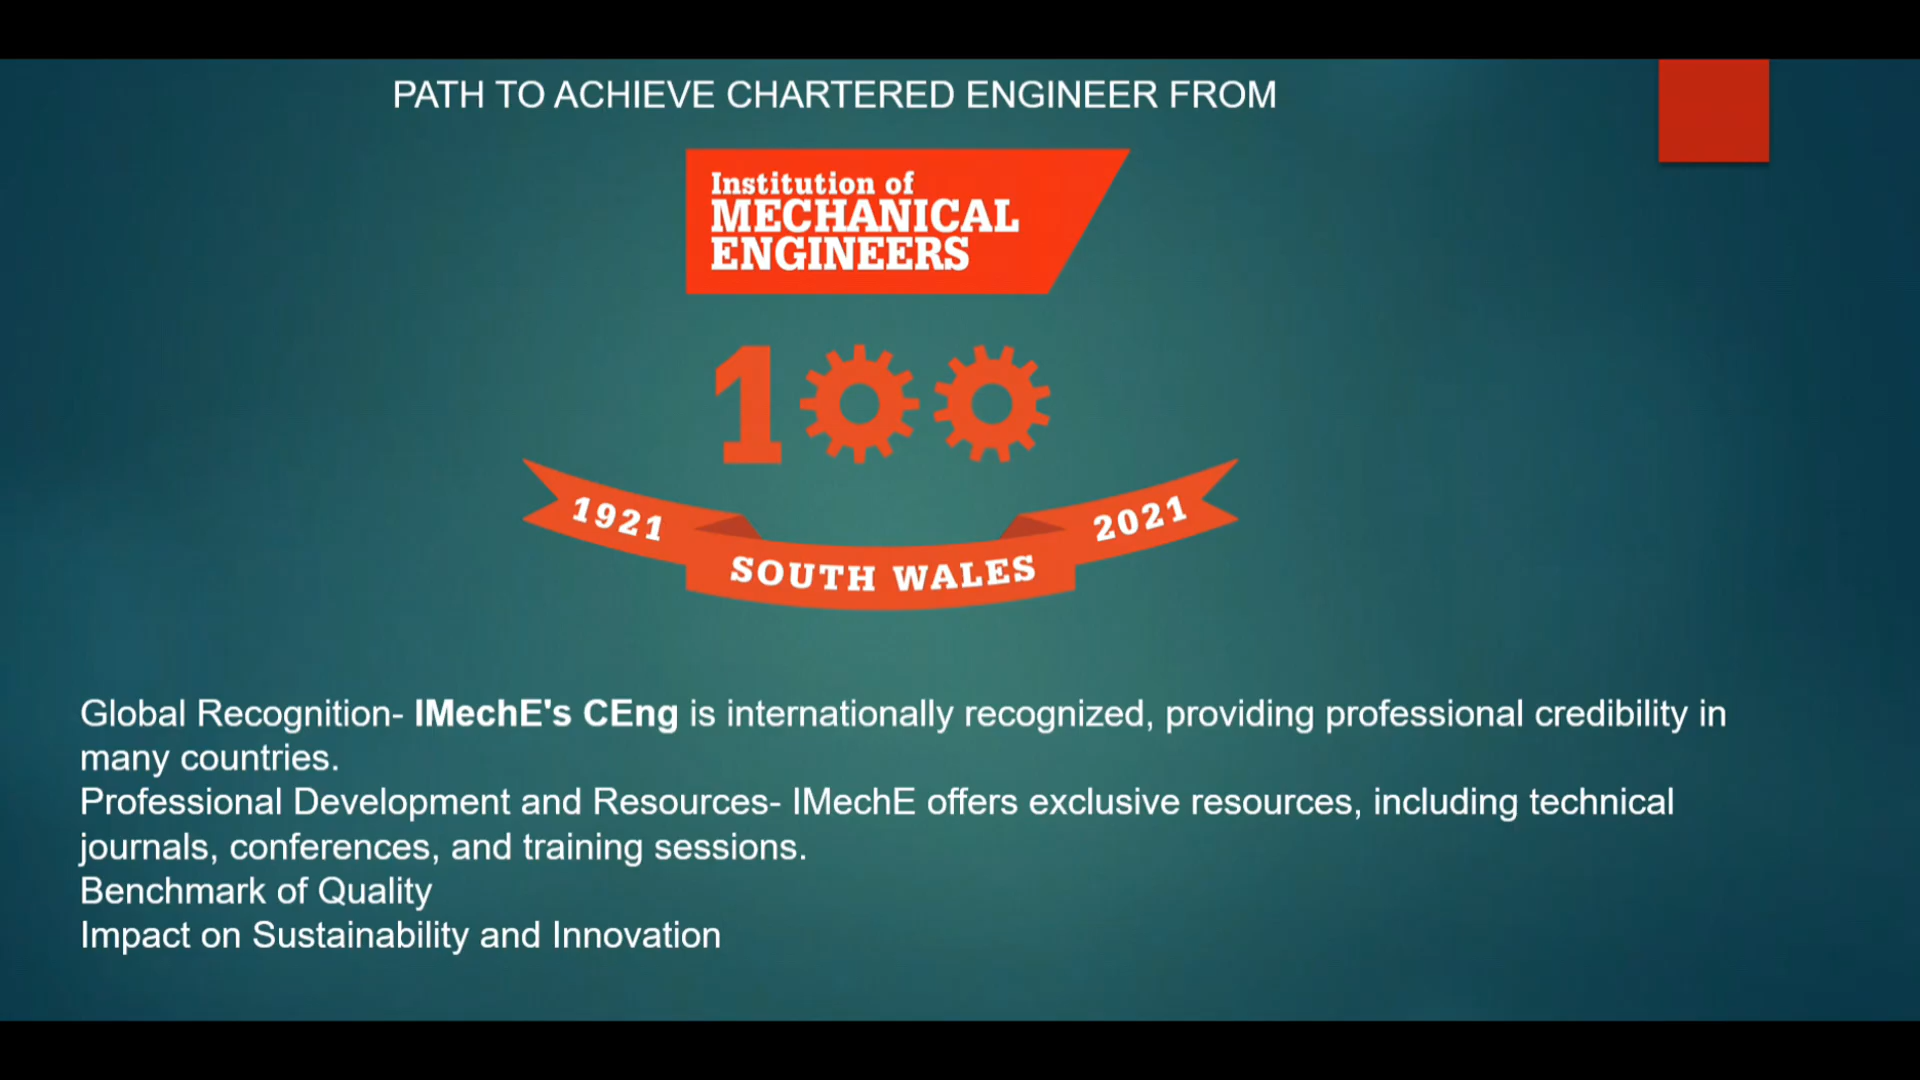 PATH TO ACHIEVE CHARTERED ENGINEER FROM
Institution of
MECHANICAL
ENGINEERS
100
1921
SOUTH WALES
2021
Global Recognition- IMechE's CEng is internationally recognized, providing professional credibility in
many countries.
Professional Development and Resources- IMechE offers exclusive resources, including technical
journals, conferences, and training sessions.
Benchmark of Quality
Impact on Sustainability and Innovation